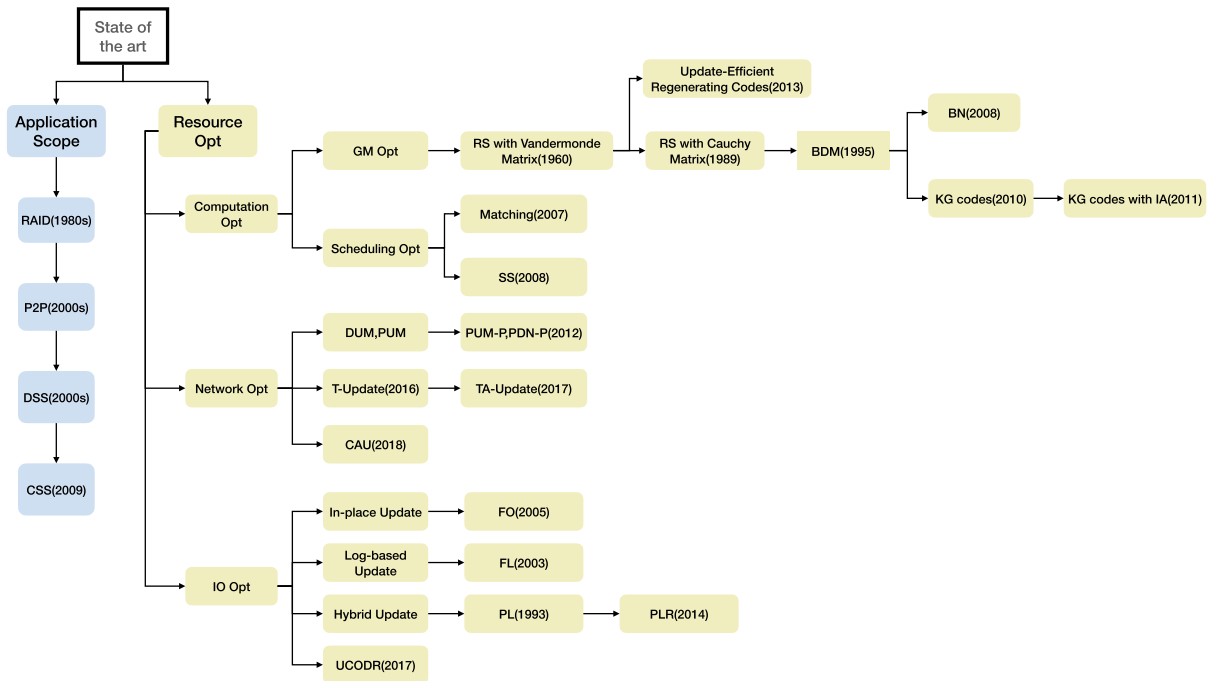 State of
the art
Application
Scope
RAID(1980s)
P2P(2000s)
DSS(2000s)
CSS(2009)
Resource
Opt
Computation
Opt
GM Opt
RS with Vandermonde
Matrix(1960)
Update-Efficient
Regenerating Codes(2013)
RS with Cauchy
Matrix(1989)
BDM(1995)
BN(2008)
KG codes(2010)
KG codes with IA(2011)
Scheduling Opt
Matching(2007)
SS(2008)
Network Opt
DUM,PUM
PUM-P,PDN-P(2012)
T-Update(2016)
TA-Update(2017)
CAU(2018)
IO Opt
In-place Update
FO(2005)
Log-based
Update
FL(2003)
Hybrid Update
PL(1993)
PLR(2014)
UCODR(2017)